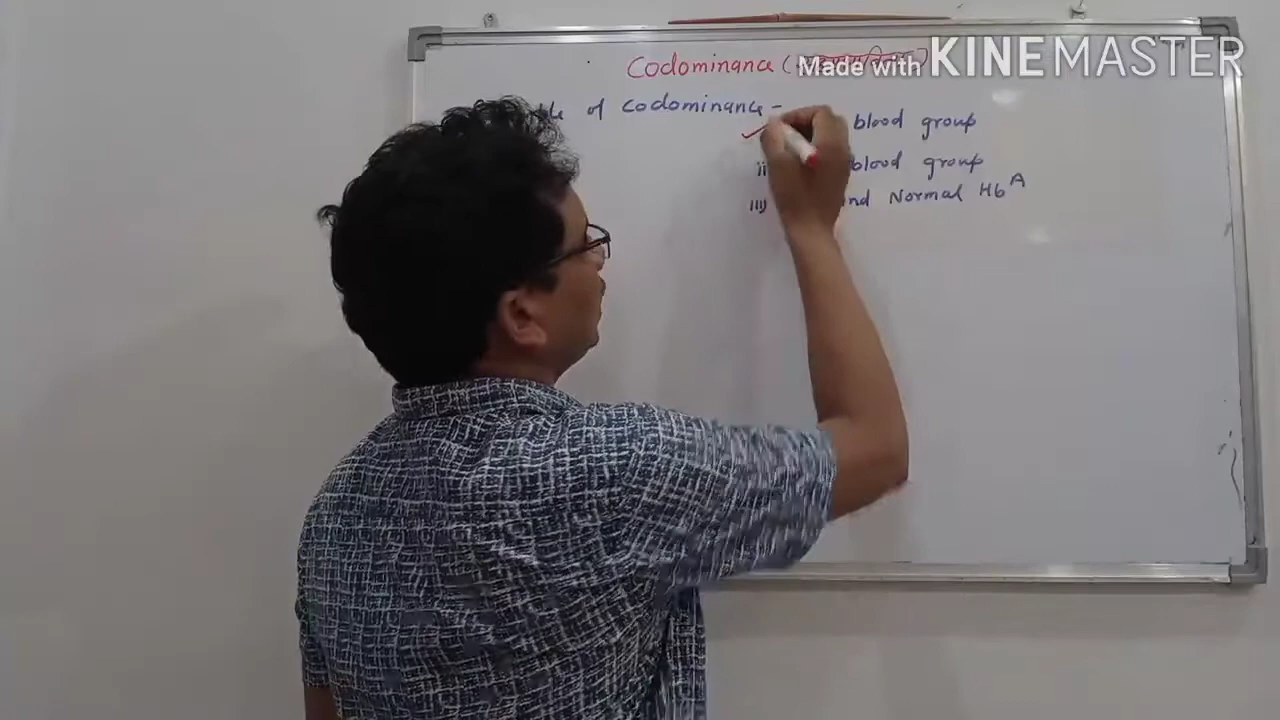 Codominance (
Made with KINEMASTER
of Codominance -
blood group
ii blood group
iii) and Normal Hb^A